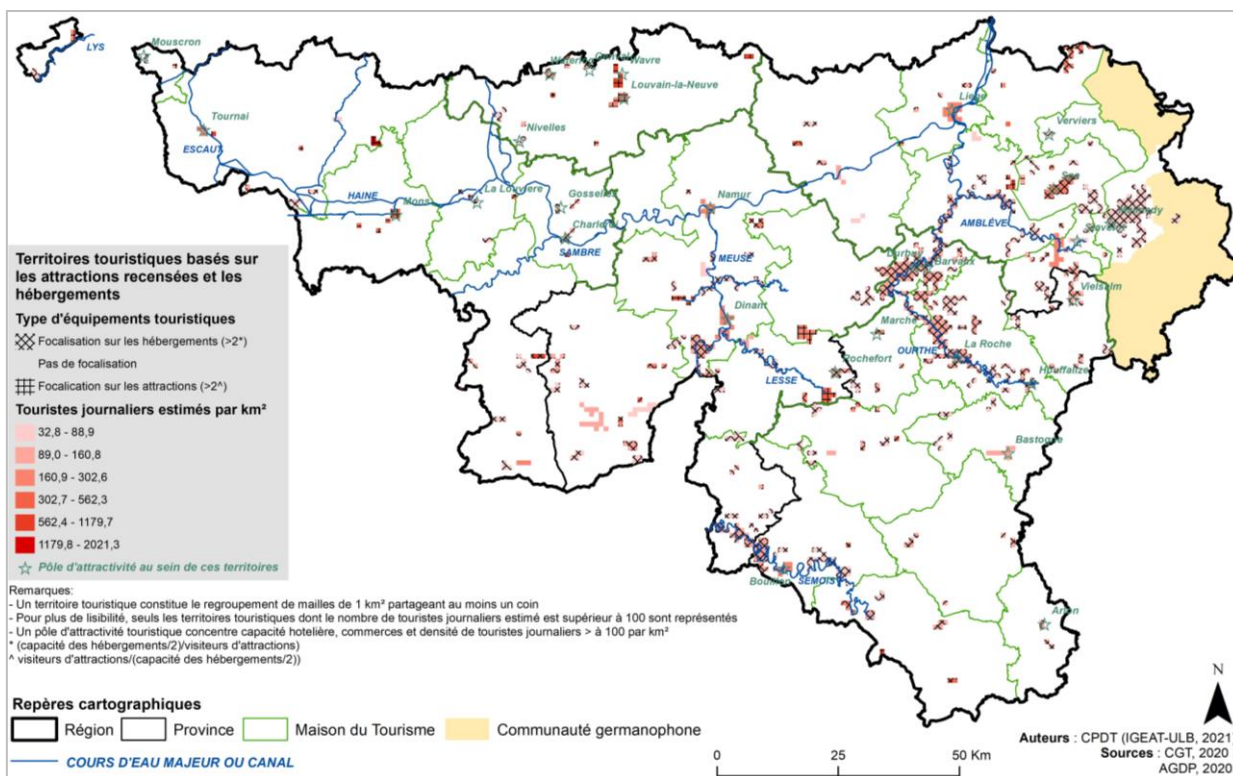 LYS
Mouscron
Tournai
ESCAUT
HAINE
Mons
La Louvière
Nivelles
Wavre
Louvain-la-Neuve
Gosselies
Charleroi
SAMBRE
Namur
MEUSE
Dinant
LESSE
Rochefort
Marche
OURTHE
La Roche
Houffalize
Durbuy
Barvaux
AMBLÈVE
Liège
Verviers
Spa
Vielsalm
Bastogne
Bouillon
SEMOIS
Arlon
Territoires touristiques basés sur
les attractions recensées et les
hébergements
Type d'équipements touristiques
Focalisation sur les hébergements (>2*)
Pas de focalisation
Focalication sur les attractions (>2^)
Touristes journaliers estimés par km²
32,8 - 88,9
89,0 - 160,8
160,9 - 302,6
302,7 - 562,3
562,4 - 1179,7
1179,8 - 2021,3
Pôle d'attractivité au sein de ces territoires
Remarques:
- Un territoire touristique constitue le regroupement de mailles de 1 km² partageant au moins un coin
- Pour plus de lisibilité, seuls les territoires touristiques dont le nombre de touristes journaliers estimé est supérieur à 100 sont représentés
- Un pôle d'attractivité touristique concentre capacité hotelière, commerces et densité de touristes journaliers > à 100 par km²
* (capacité des hébergements/2)/visiteurs d'attractions)
^ visiteurs d'attractions/(capacité des hébergements/2))
Repères cartographiques
Région
Province
Maison du Tourisme
Communauté germanophone
COURS D'EAU MAJEUR OU CANAL
0 25 50 Km
N
Auteurs : CPDT (IGEAT-ULB, 2021)
Sources : CGT, 2020
AGDP, 2020